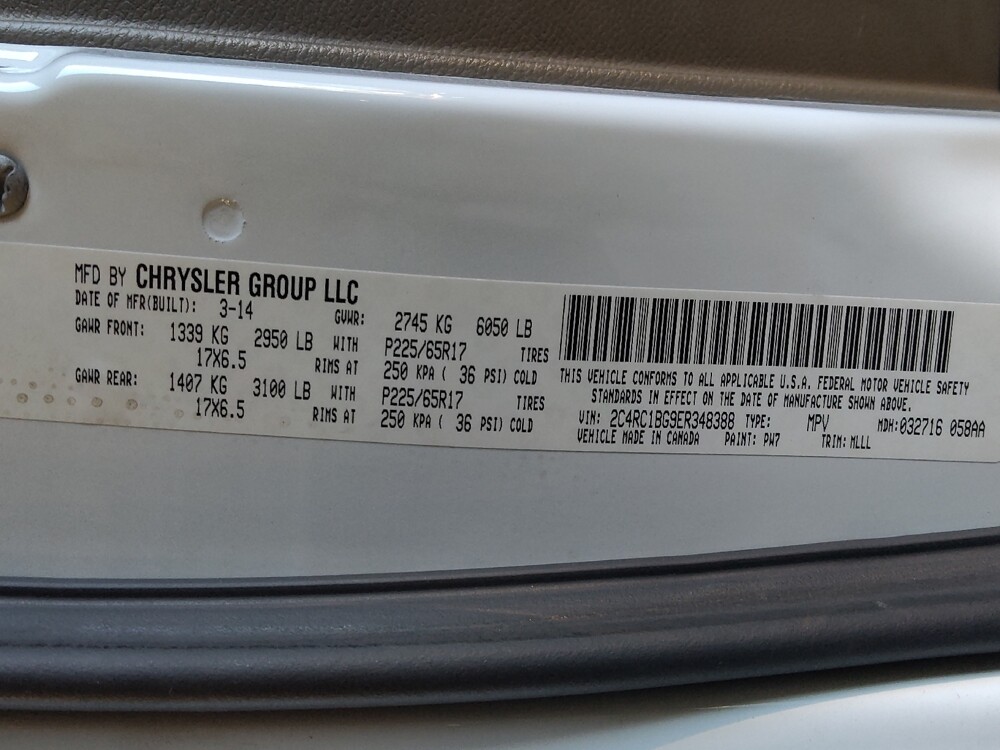 MFD BY CHRYSLER GROUP LLC
DATE OF MFR(BUILT): 3-14 GVWR: 2745 KG 6050 LB
GAWR FRONT: 1339 KG 2950 LB WITH P225/65R17 TIRES
17X6.5 RIMS AT 250 KPA ( 36 PSI) COLD
GAWR REAR: 1407 KG 3100 LB WITH P225/65R17 TIRES
17X6.5 RIMS AT 250 KPA ( 36 PSI) COLD
THIS VEHICLE CONFORMS TO ALL APPLICABLE U.S.A. FEDERAL MOTOR VEHICLE SAFETY
STANDARDS IN EFFECT ON THE DATE OF MANUFACTURE SHOWN ABOVE.
VIN: 2C4RC1BG9ER348388 TYPE: MPV MDH:032716 058AA
VEHICLE MADE IN CANADA PAINT: PW7 TRIM: MLLL